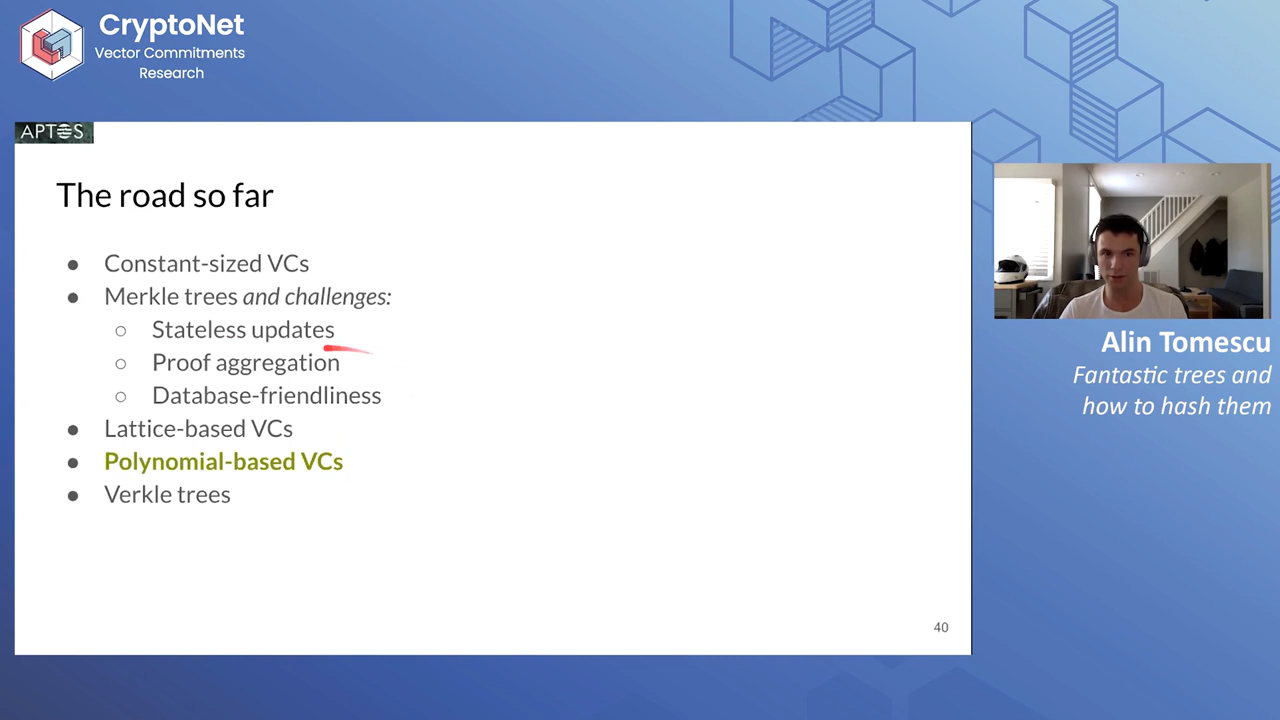 CryptoNet
Vector Commitments
Research
APTOS
The road so far
● Constant-sized VCs
● Merkle trees and challenges:
○ Stateless updates
○ Proof aggregation
○ Database-friendliness
● Lattice-based VCs
● Polynomial-based VCs
● Verkle trees
40
Alin Tomescu
Fantastic trees and
how to hash them